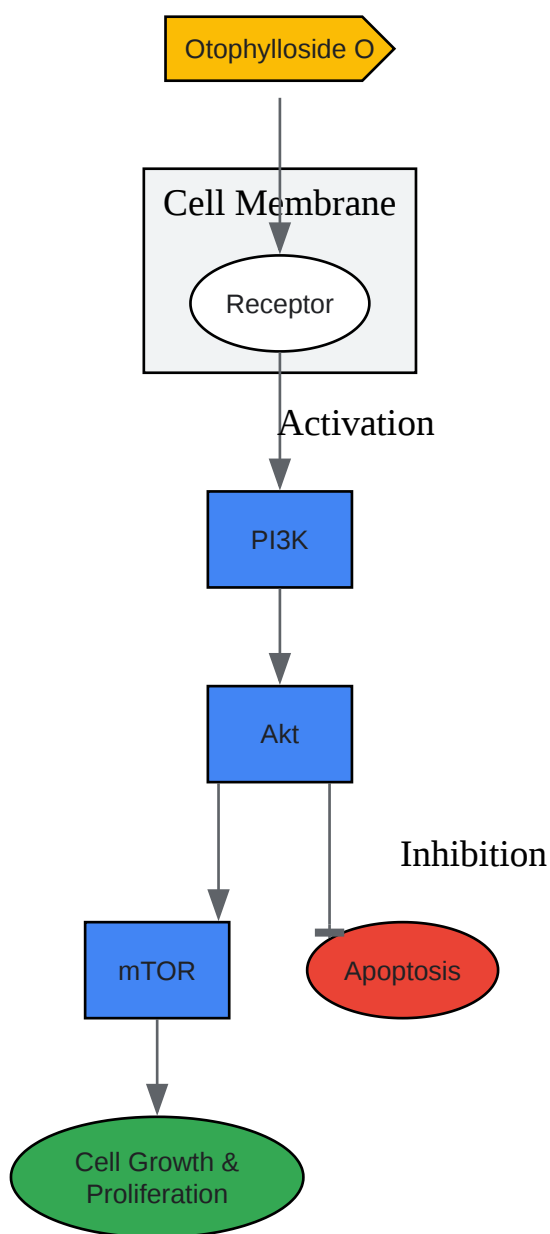 Otophylloside O
Cell Membrane
Receptor
Activation
PI3K
Akt
Inhibition
mTOR
Apoptosis
Cell Growth &
Proliferation